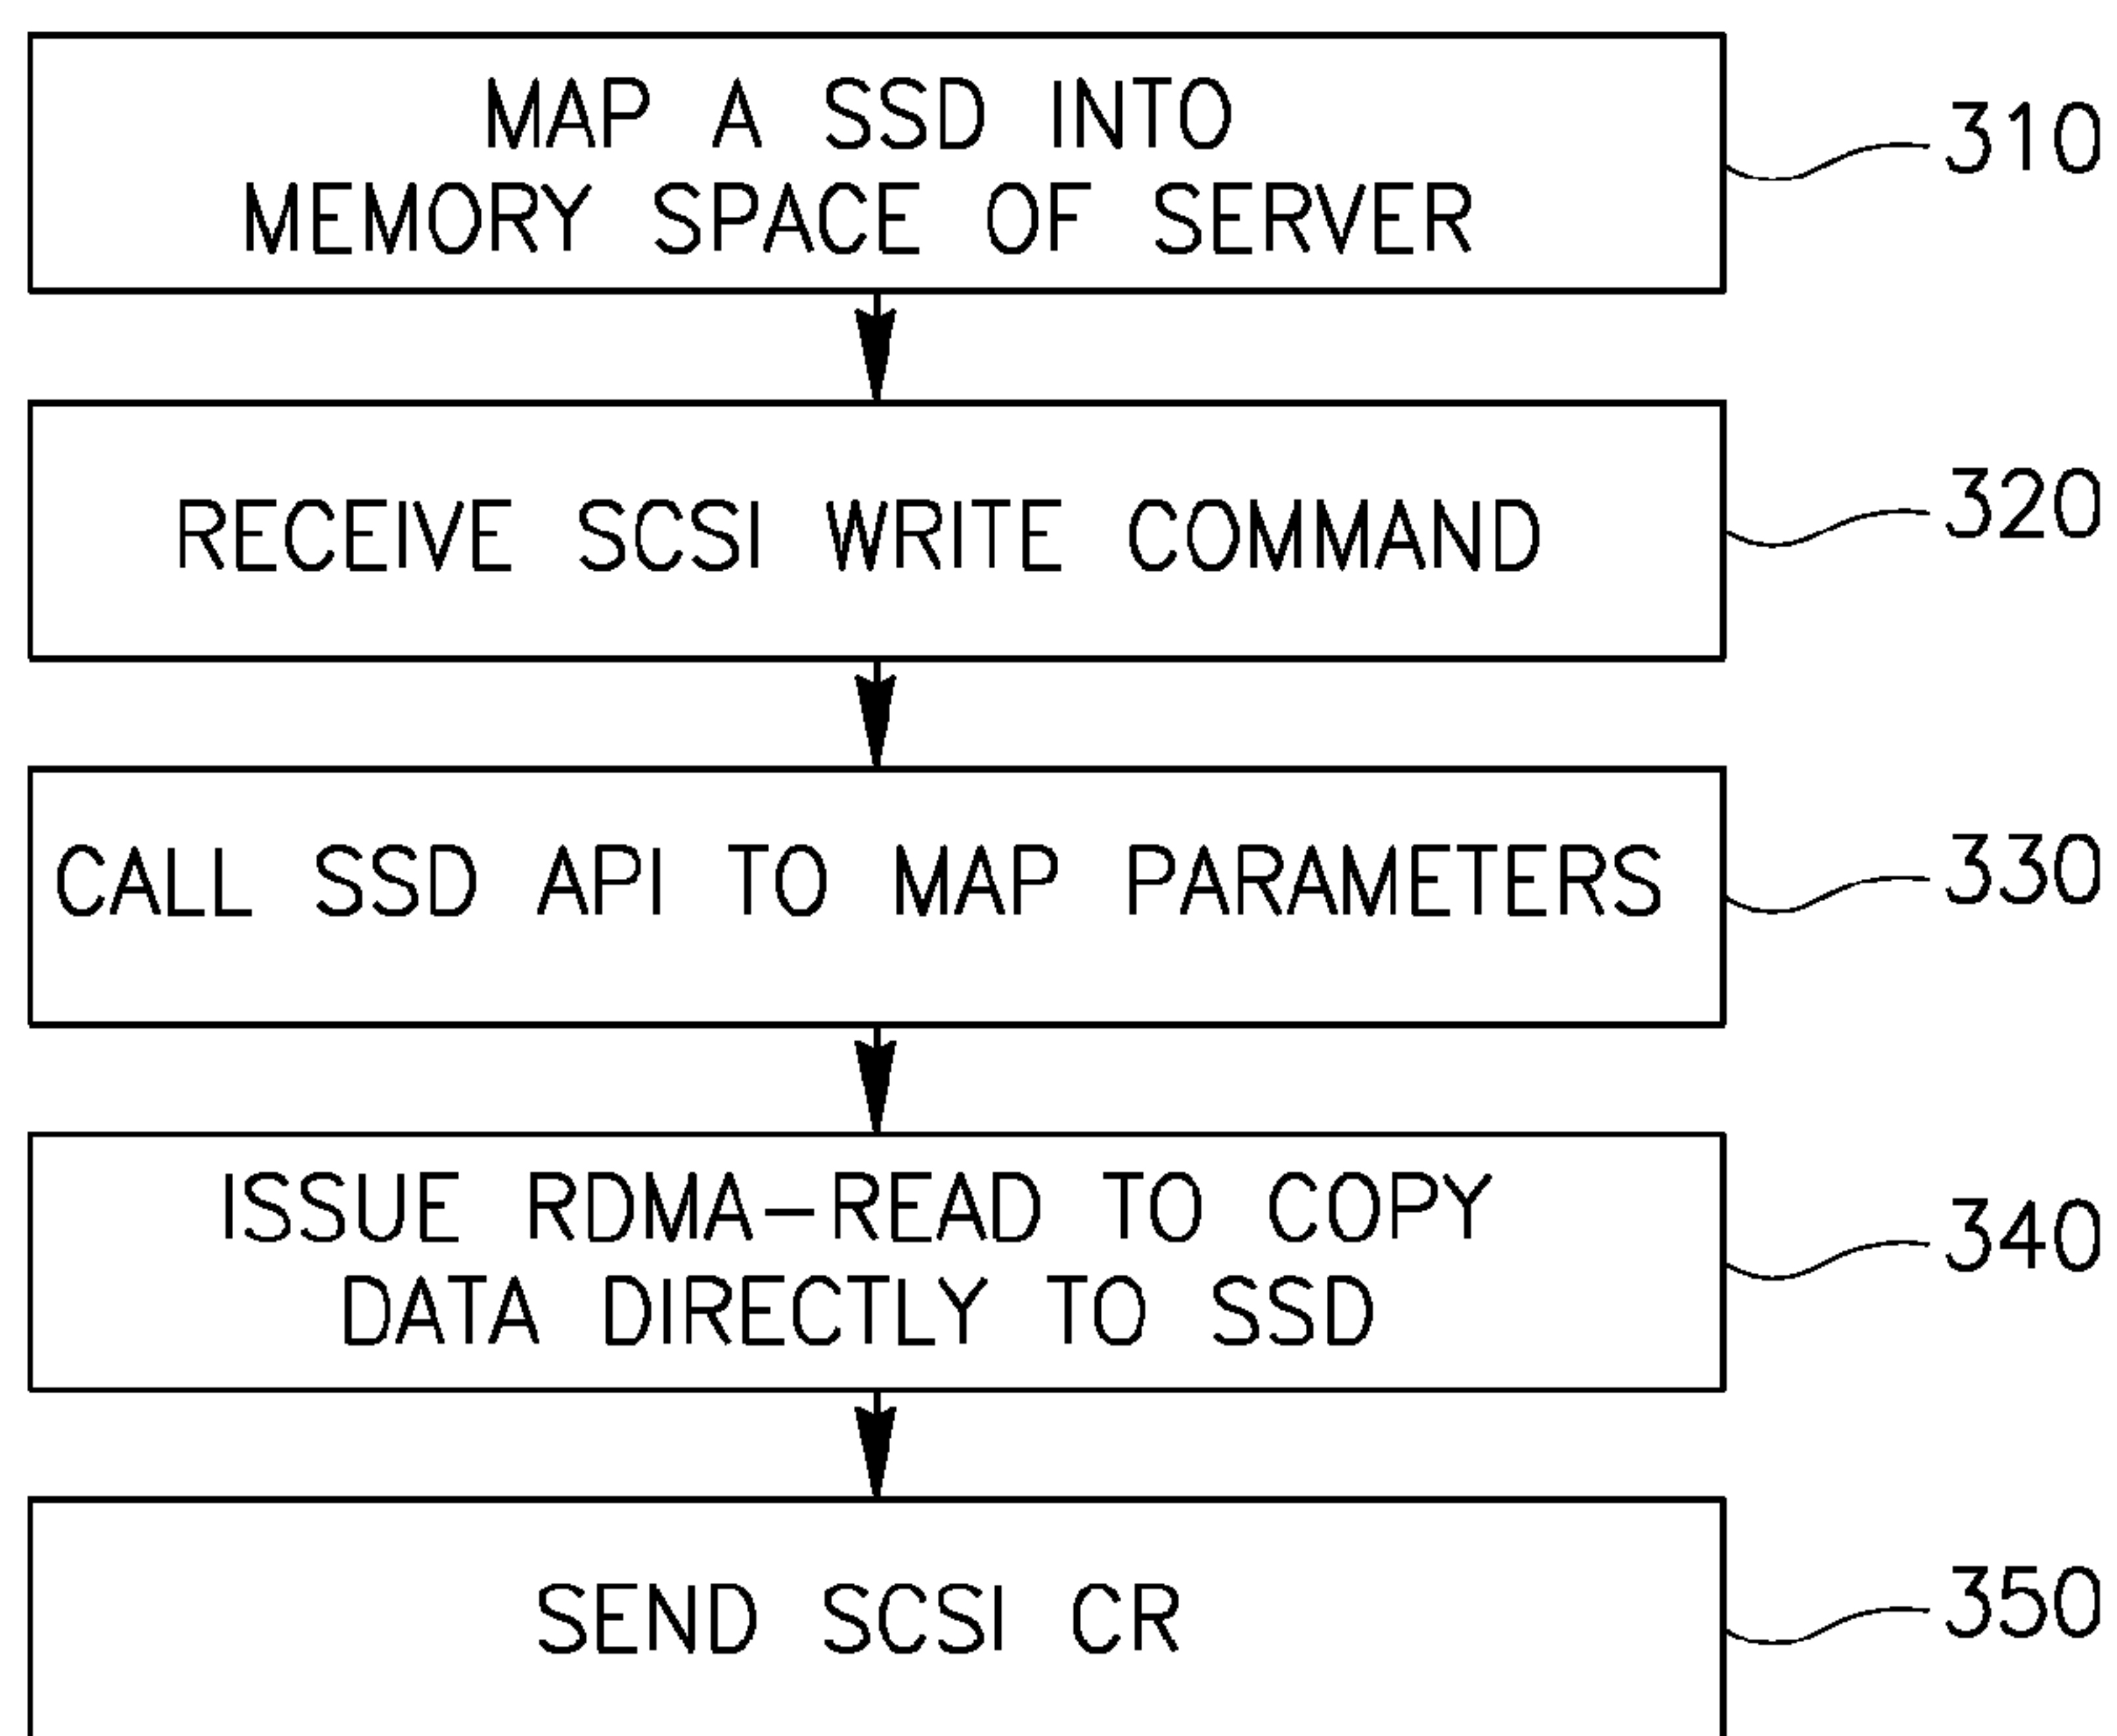 MAP A SSD INTO
MEMORY SPACE OF SERVER
310
RECEIVE SCSI WRITE COMMAND
320
CALL SSD API TO MAP PARAMETERS
330
ISSUE RDMA-READ TO COPY
DATA DIRECTLY TO SSD
340
SEND SCSI CR
350